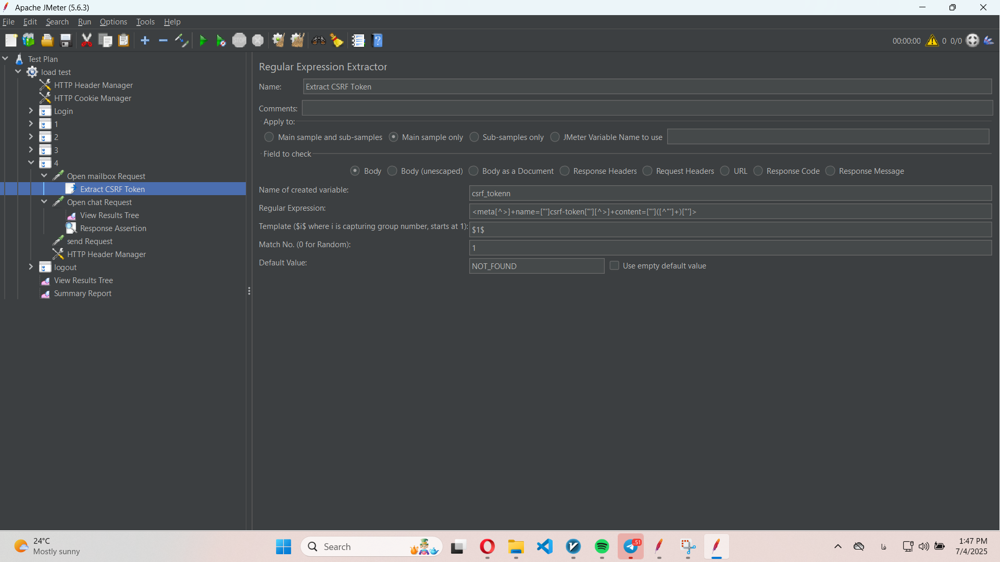 Apache JMeter (5.6.3)
File Edit Search Run Options Tools Help
00:00:00 0 0/0
Test Plan
load test
HTTP Header Manager
HTTP Cookie Manager
Login
1
2
3
4
Open mailbox Request
Extract CSRF Token
Open chat Request
View Results Tree
Response Assertion
send Request
HTTP Header Manager
logout
View Results Tree
Summary Report
Regular Expression Extractor
Name: Extract CSRF Token
Comments:
Apply to:
Main sample and sub-samples Main sample only Sub-samples only JMeter Variable Name to use
Field to check
Body Body (unescaped) Body as a Document Response Headers Request Headers URL Response Code Response Message
Name of created variable: csrf_tokenn
Regular Expression: <meta[^>]+name=["']csrf-token["'][^>]+content=["']([^"']+)["']>
Template ($i$ where i is capturing group number, starts at 1): $1$
Match No. (0 for Random): 1
Default Value: NOT_FOUND Use empty default value
24°C
Mostly sunny
Search
51
فا
1:47 PM
7/4/2025